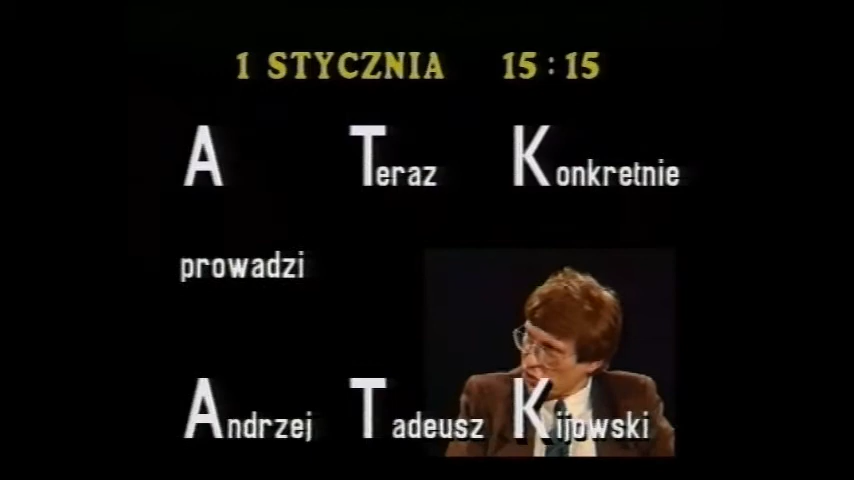 1 STYCZNIA 15:15
A Teraz Konkretnie
prowadzi
Andrzej Tadeusz Kijowski